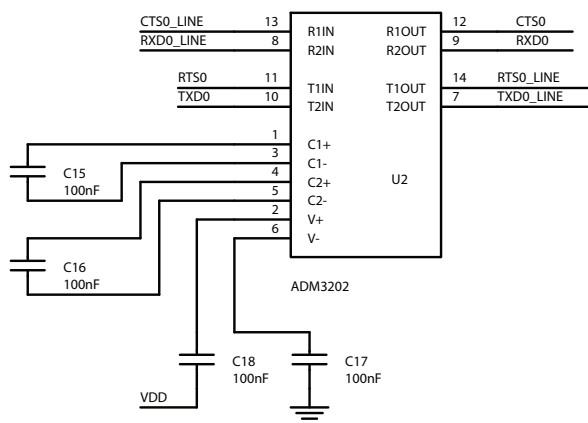 CTS0_LINE 13 R1IN R1OUT 12 CTS0
RXD0_LINE 8 R2IN R2OUT 9 RXD0
RTS0 11 T1IN T1OUT 14 RTS0_LINE
TXD0 10 T2IN T2OUT 7 TXD0_LINE
1 C1+
3 C1-
4 C2+
5 C2-
2 V+
6 V-
U2
C15
100nF
C16
100nF
ADM3202
C18
100nF
C17
100nF
VDD